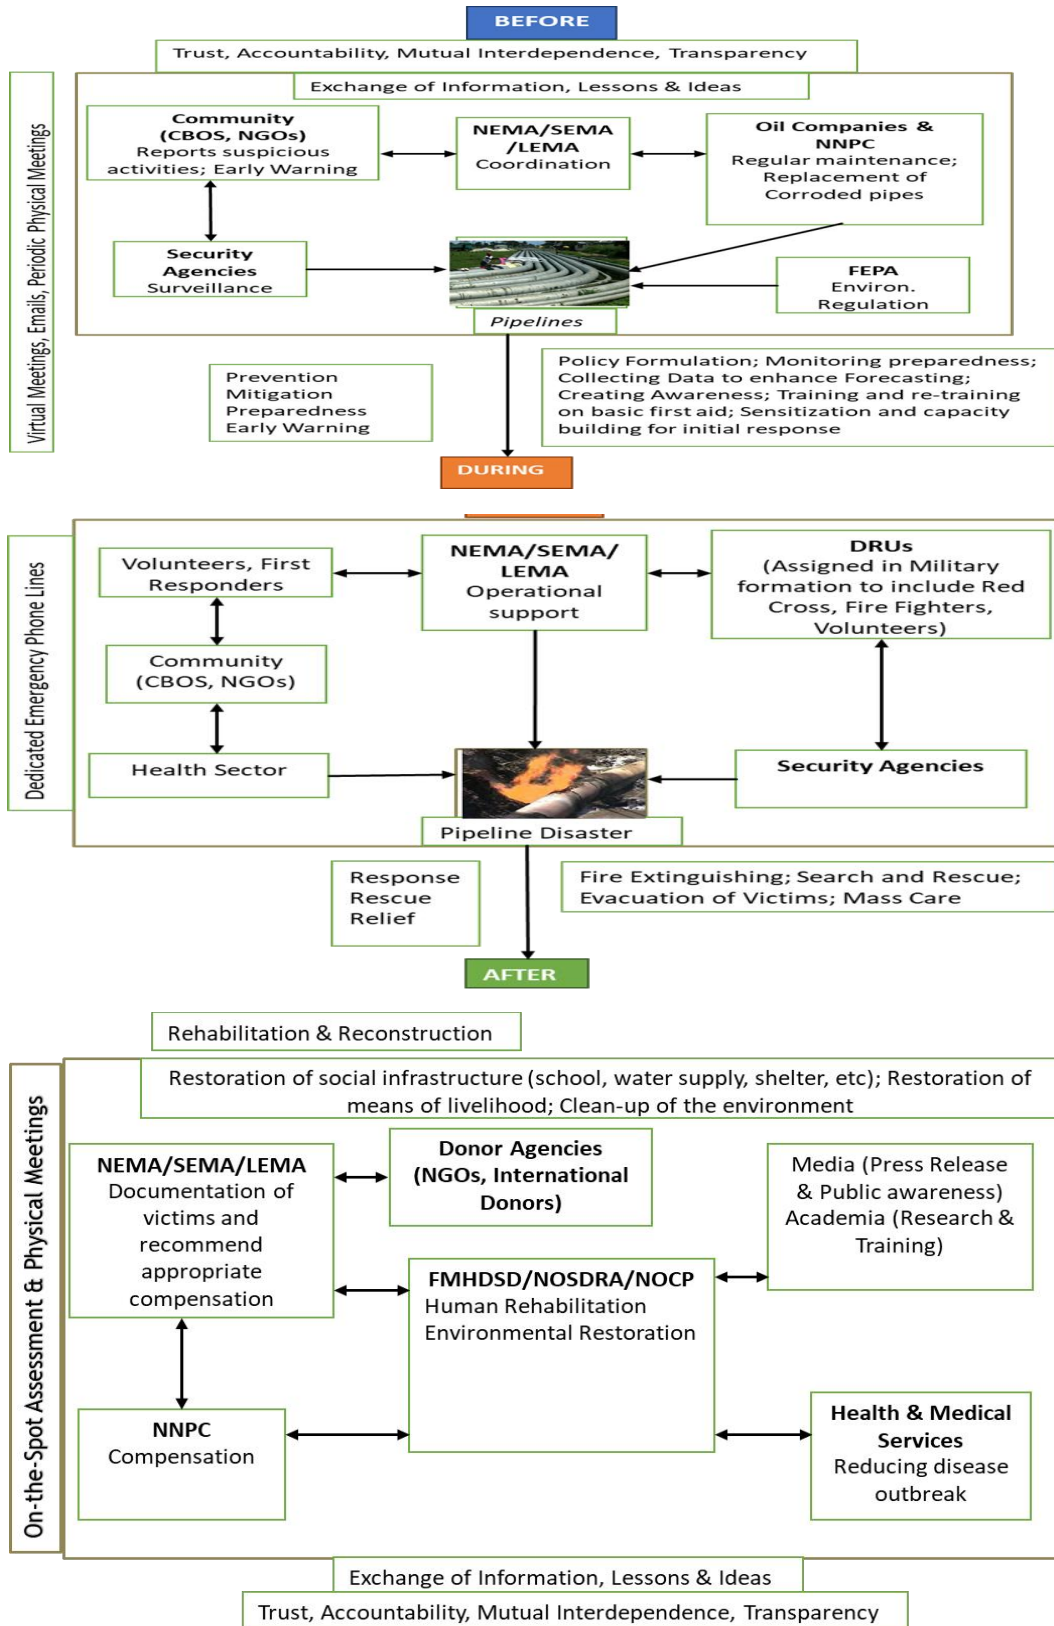 BEFORE
Trust, Accountability, Mutual Interdependence, Transparency
Exchange of Information, Lessons & Ideas
Virtual Meetings, Emails, Periodic Physical Meetings
Community
(CBOS, NGOs)
Reports suspicious
activities; Early Warning
NEMA/SEMA
/LEMA
Coordination
Oil Companies &
NNPC
Regular maintenance;
Replacement of
Corroded pipes
Security
Agencies
Surveillance
FEPA
Environ.
Regulation
Pipelines
Prevention
Mitigation
Preparedness
Early Warning
Policy Formulation; Monitoring preparedness;
Collecting Data to enhance Forecasting;
Creating Awareness; Training and re-training
on basic first aid; Sensitization and capacity
building for initial response
DURING
Dedicated Emergency Phone Lines
Volunteers, First
Responders
NEMA/SEMA/
LEMA
Operational
support
DRUs
(Assigned in Military
formation to include Red
Cross, Fire Fighters,
Volunteers)
Community
(CBOS, NGOs)
Health Sector
Security Agencies
Pipeline Disaster
Response
Rescue
Relief
Fire Extinguishing; Search and Rescue;
Evacuation of Victims; Mass Care
AFTER
Rehabilitation & Reconstruction
Restoration of social infrastructure (school, water supply, shelter, etc); Restoration of
means of livelihood; Clean-up of the environment
On-the-Spot Assessment & Physical Meetings
NEMA/SEMA/LEMA
Documentation of
victims and
recommend
appropriate
compensation
Donor Agencies
(NGOs, International
Donors)
Media (Press Release
& Public awareness)
Academia (Research &
Training)
FMHDSD/NOSDRA/NOCP
Human Rehabilitation
Environmental Restoration
NNPC
Compensation
Health & Medical
Services
Reducing disease
outbreak
Exchange of Information, Lessons & Ideas
Trust, Accountability, Mutual Interdependence, Transparency